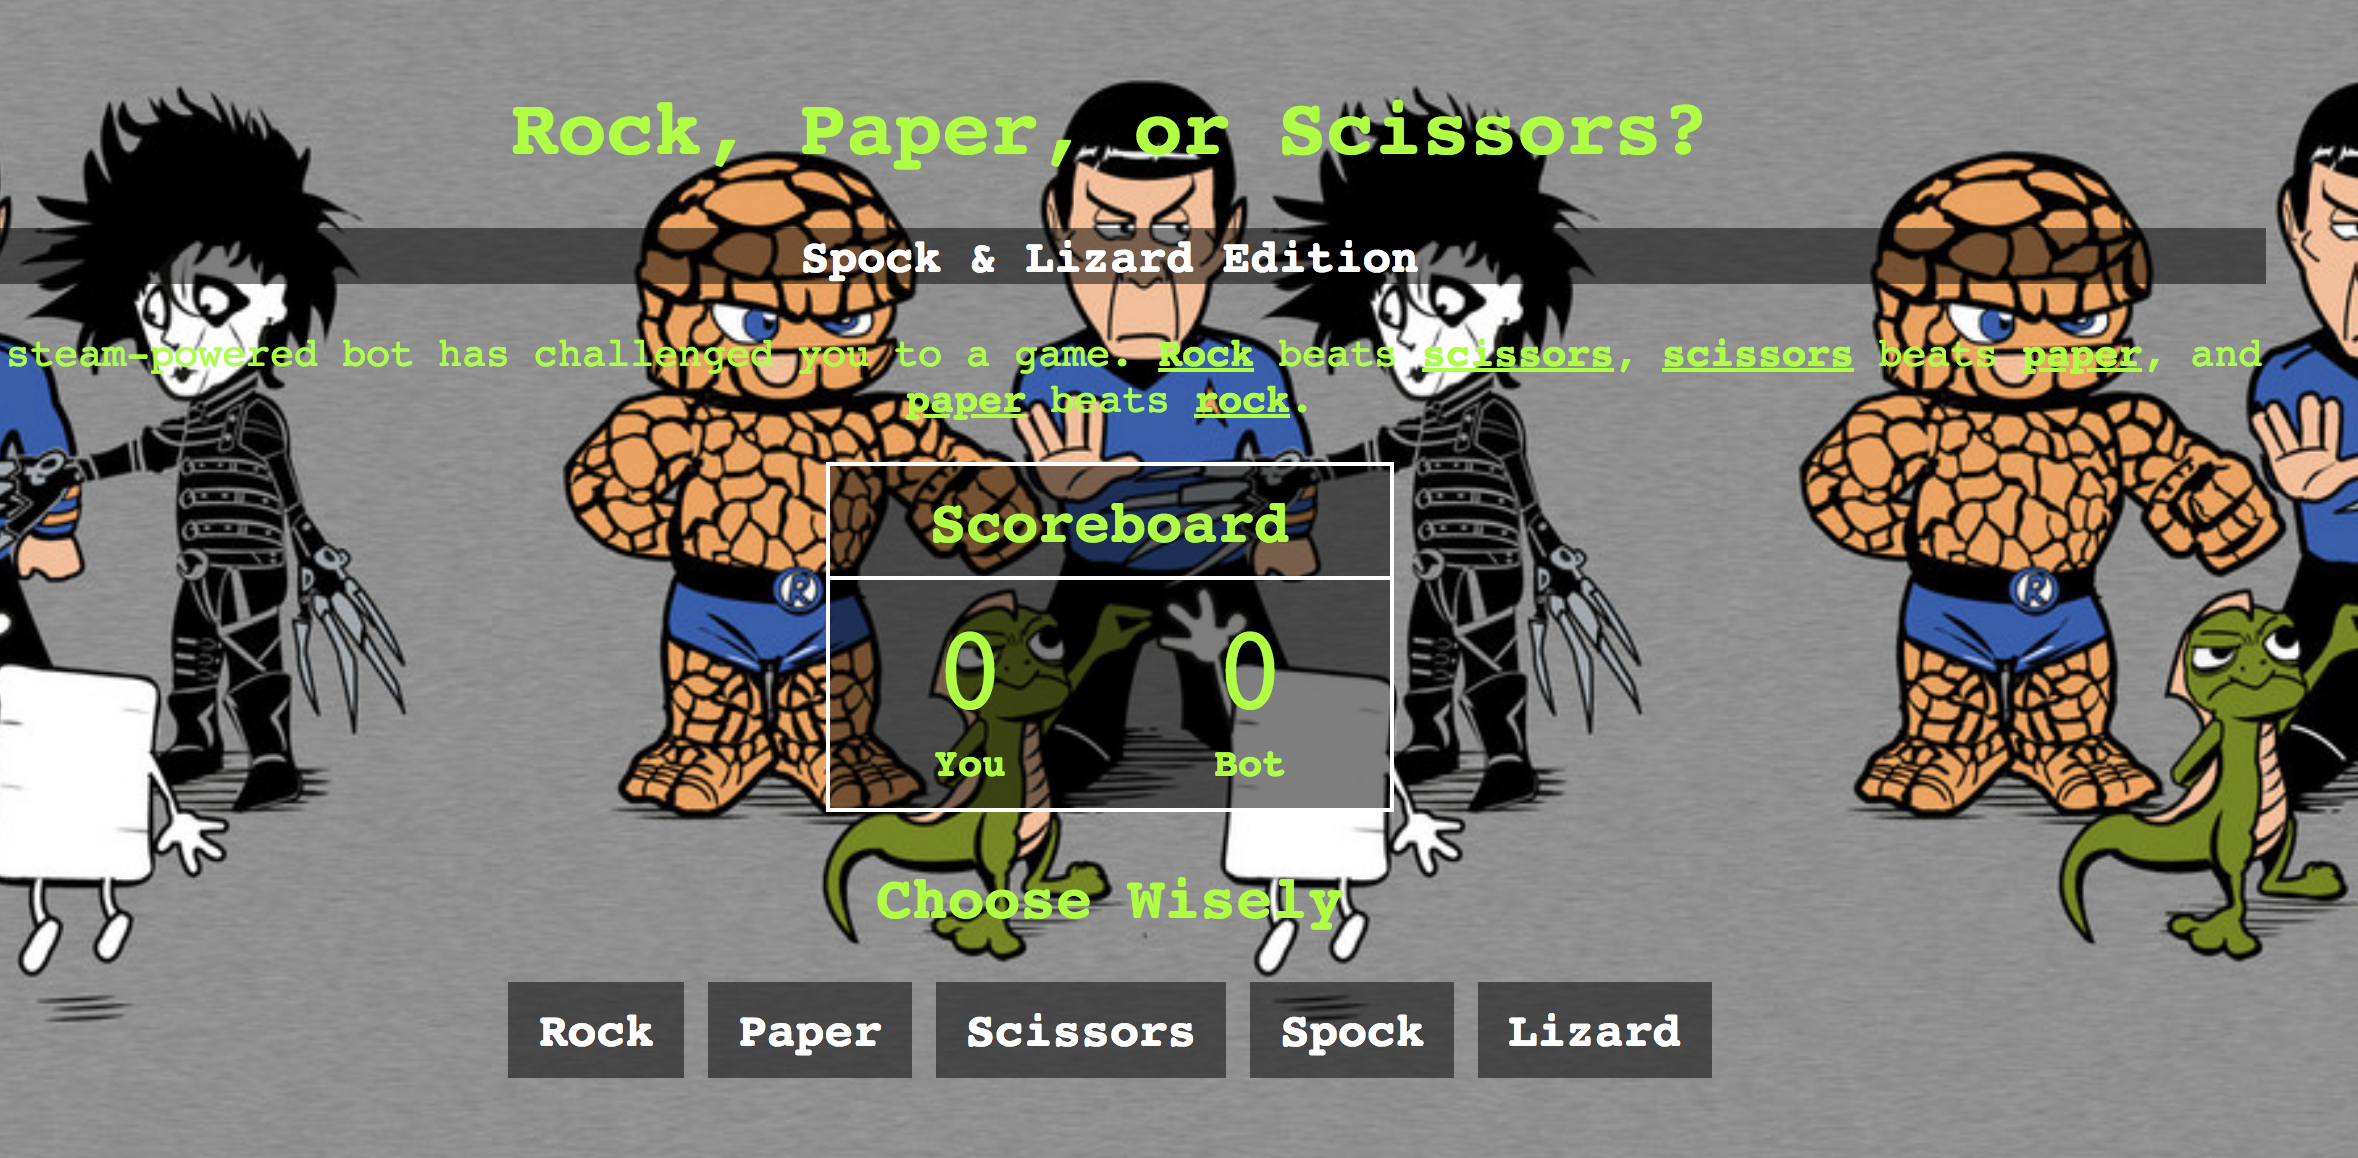 Rock, Paper, or Scissors?
Spock & Lizard Edition
steam-powered bot has challenged you to a game. Rock beats scissors, scissors beats paper, and
paper beats rock.
Scoreboard
0 0
You Bot
Choose Wisely
Rock Paper Scissors Spock Lizard